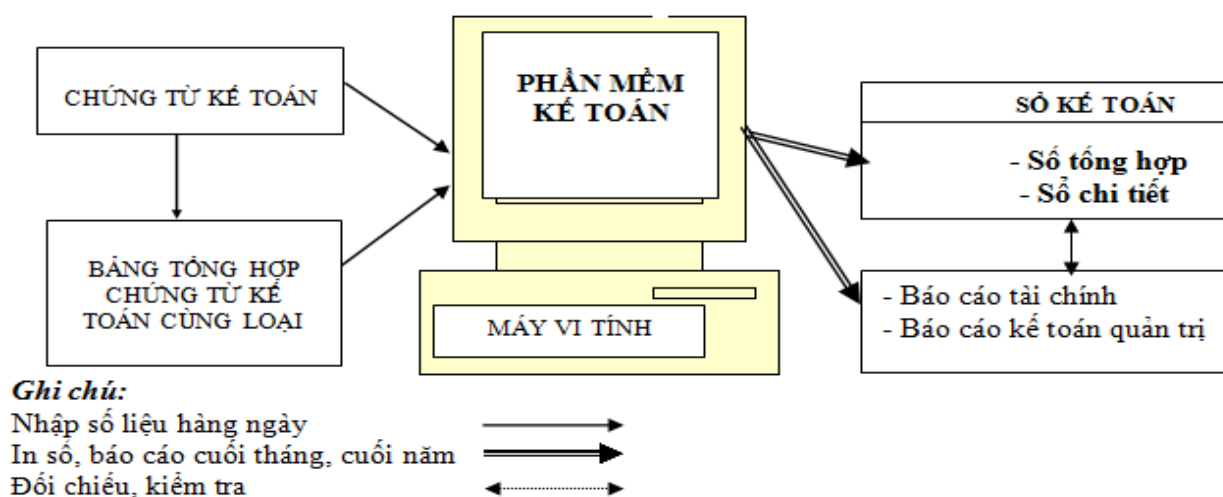 CHỨNG TỪ KẾ TOÁN
BẢNG TỔNG HỢP
CHỨNG TỪ KẾ
TOÁN CÙNG LOẠI
PHẦN MỀM
KẾ TOÁN
MÁY VI TÍNH
SỔ KẾ TOÁN
- Sổ tổng hợp
- Sổ chi tiết
- Báo cáo tài chính
- Báo cáo kế toán quản trị
Ghi chú:
Nhập số liệu hàng ngày
In sổ, báo cáo cuối tháng, cuối năm
Đối chiếu, kiểm tra